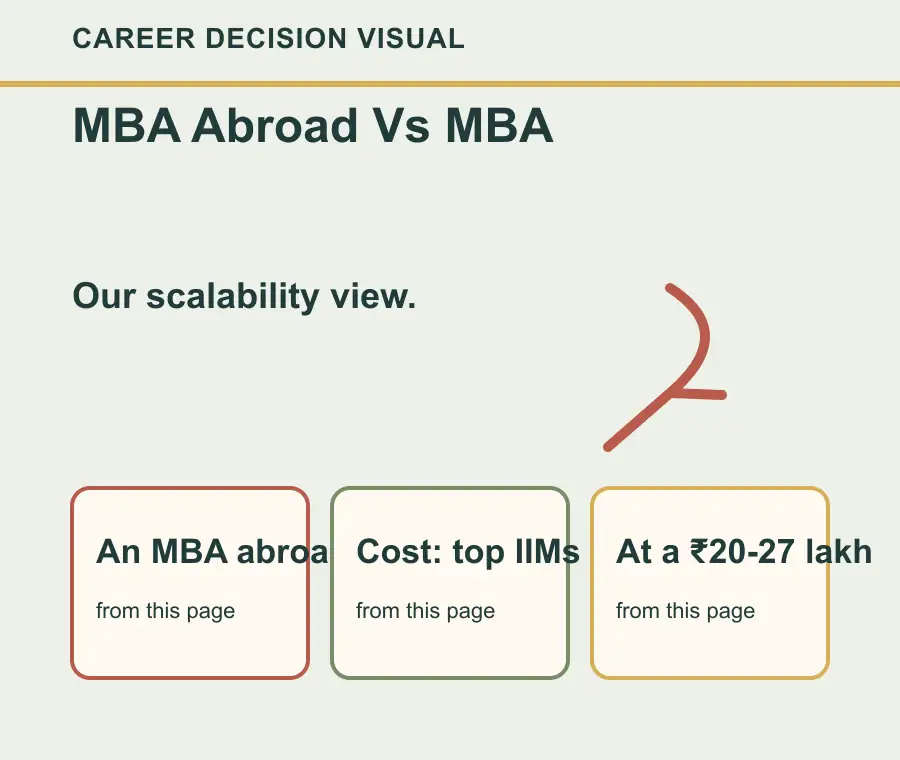 CAREER DECISION VISUAL
MBA Abroad Vs MBA
Our scalability view.
An MBA abroa
from this page
Cost: top IIMs
from this page
At a ₹20-27 lakh
from this page